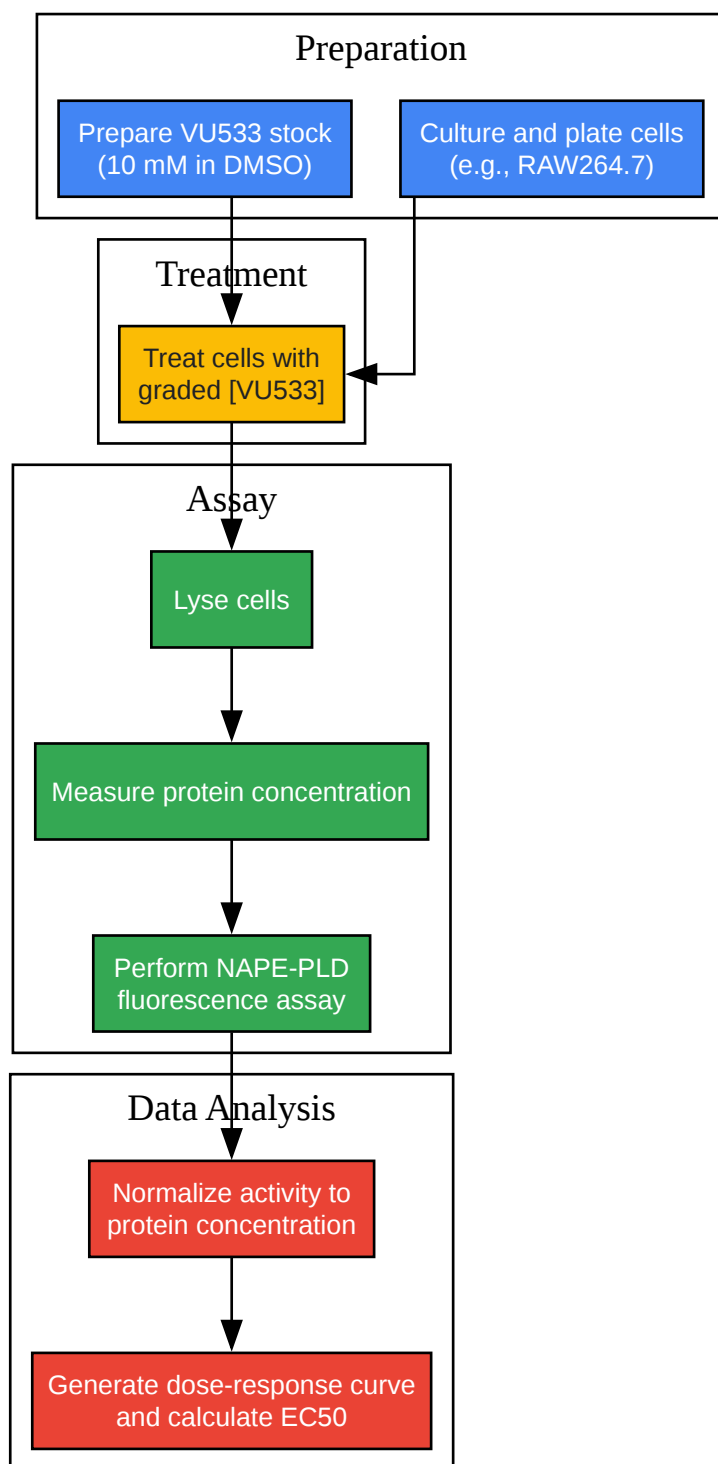 Preparation
Prepare VU533 stock
(10 mM in DMSO)
Culture and plate cells
(e.g., RAW264.7)
Treatment
Treat cells with
graded [VU533]
Assay
Lyse cells
Measure protein concentration
Perform NAPE-PLD
fluorescence assay
Data Analysis
Normalize activity to
protein concentration
Generate dose-response curve
and calculate EC50